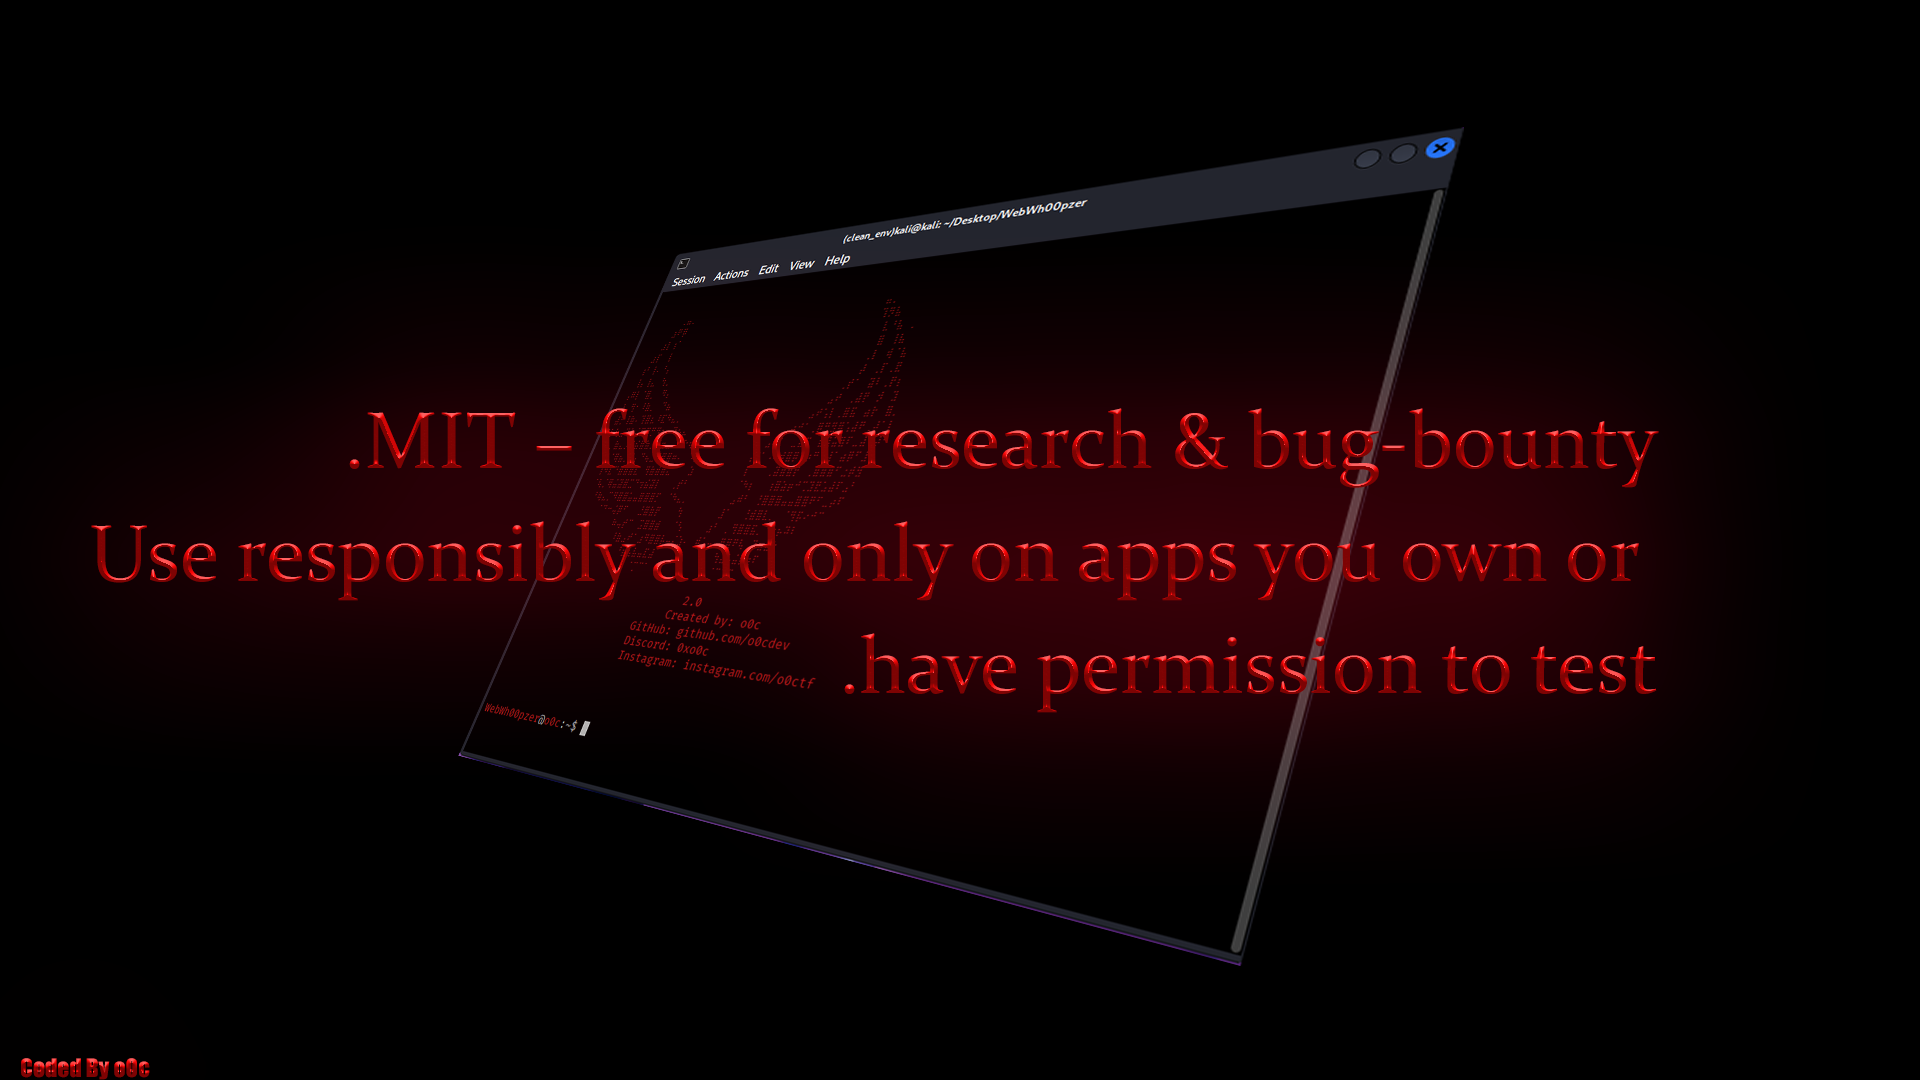 (clean_env)kali@kali: ~/Desktop/WebWh00pzer
Session Actions Edit View Help
.MIT – free for research & bug-bounty
Use responsibly and only on apps you own or
.have permission to test
2.0
Created by: o0c
GitHub: github.com/o0cdev
Discord: 0xo0c
Instagram: instagram.com/o0ctf
WebWh00pzer@o0c:~$
Coded By o0c